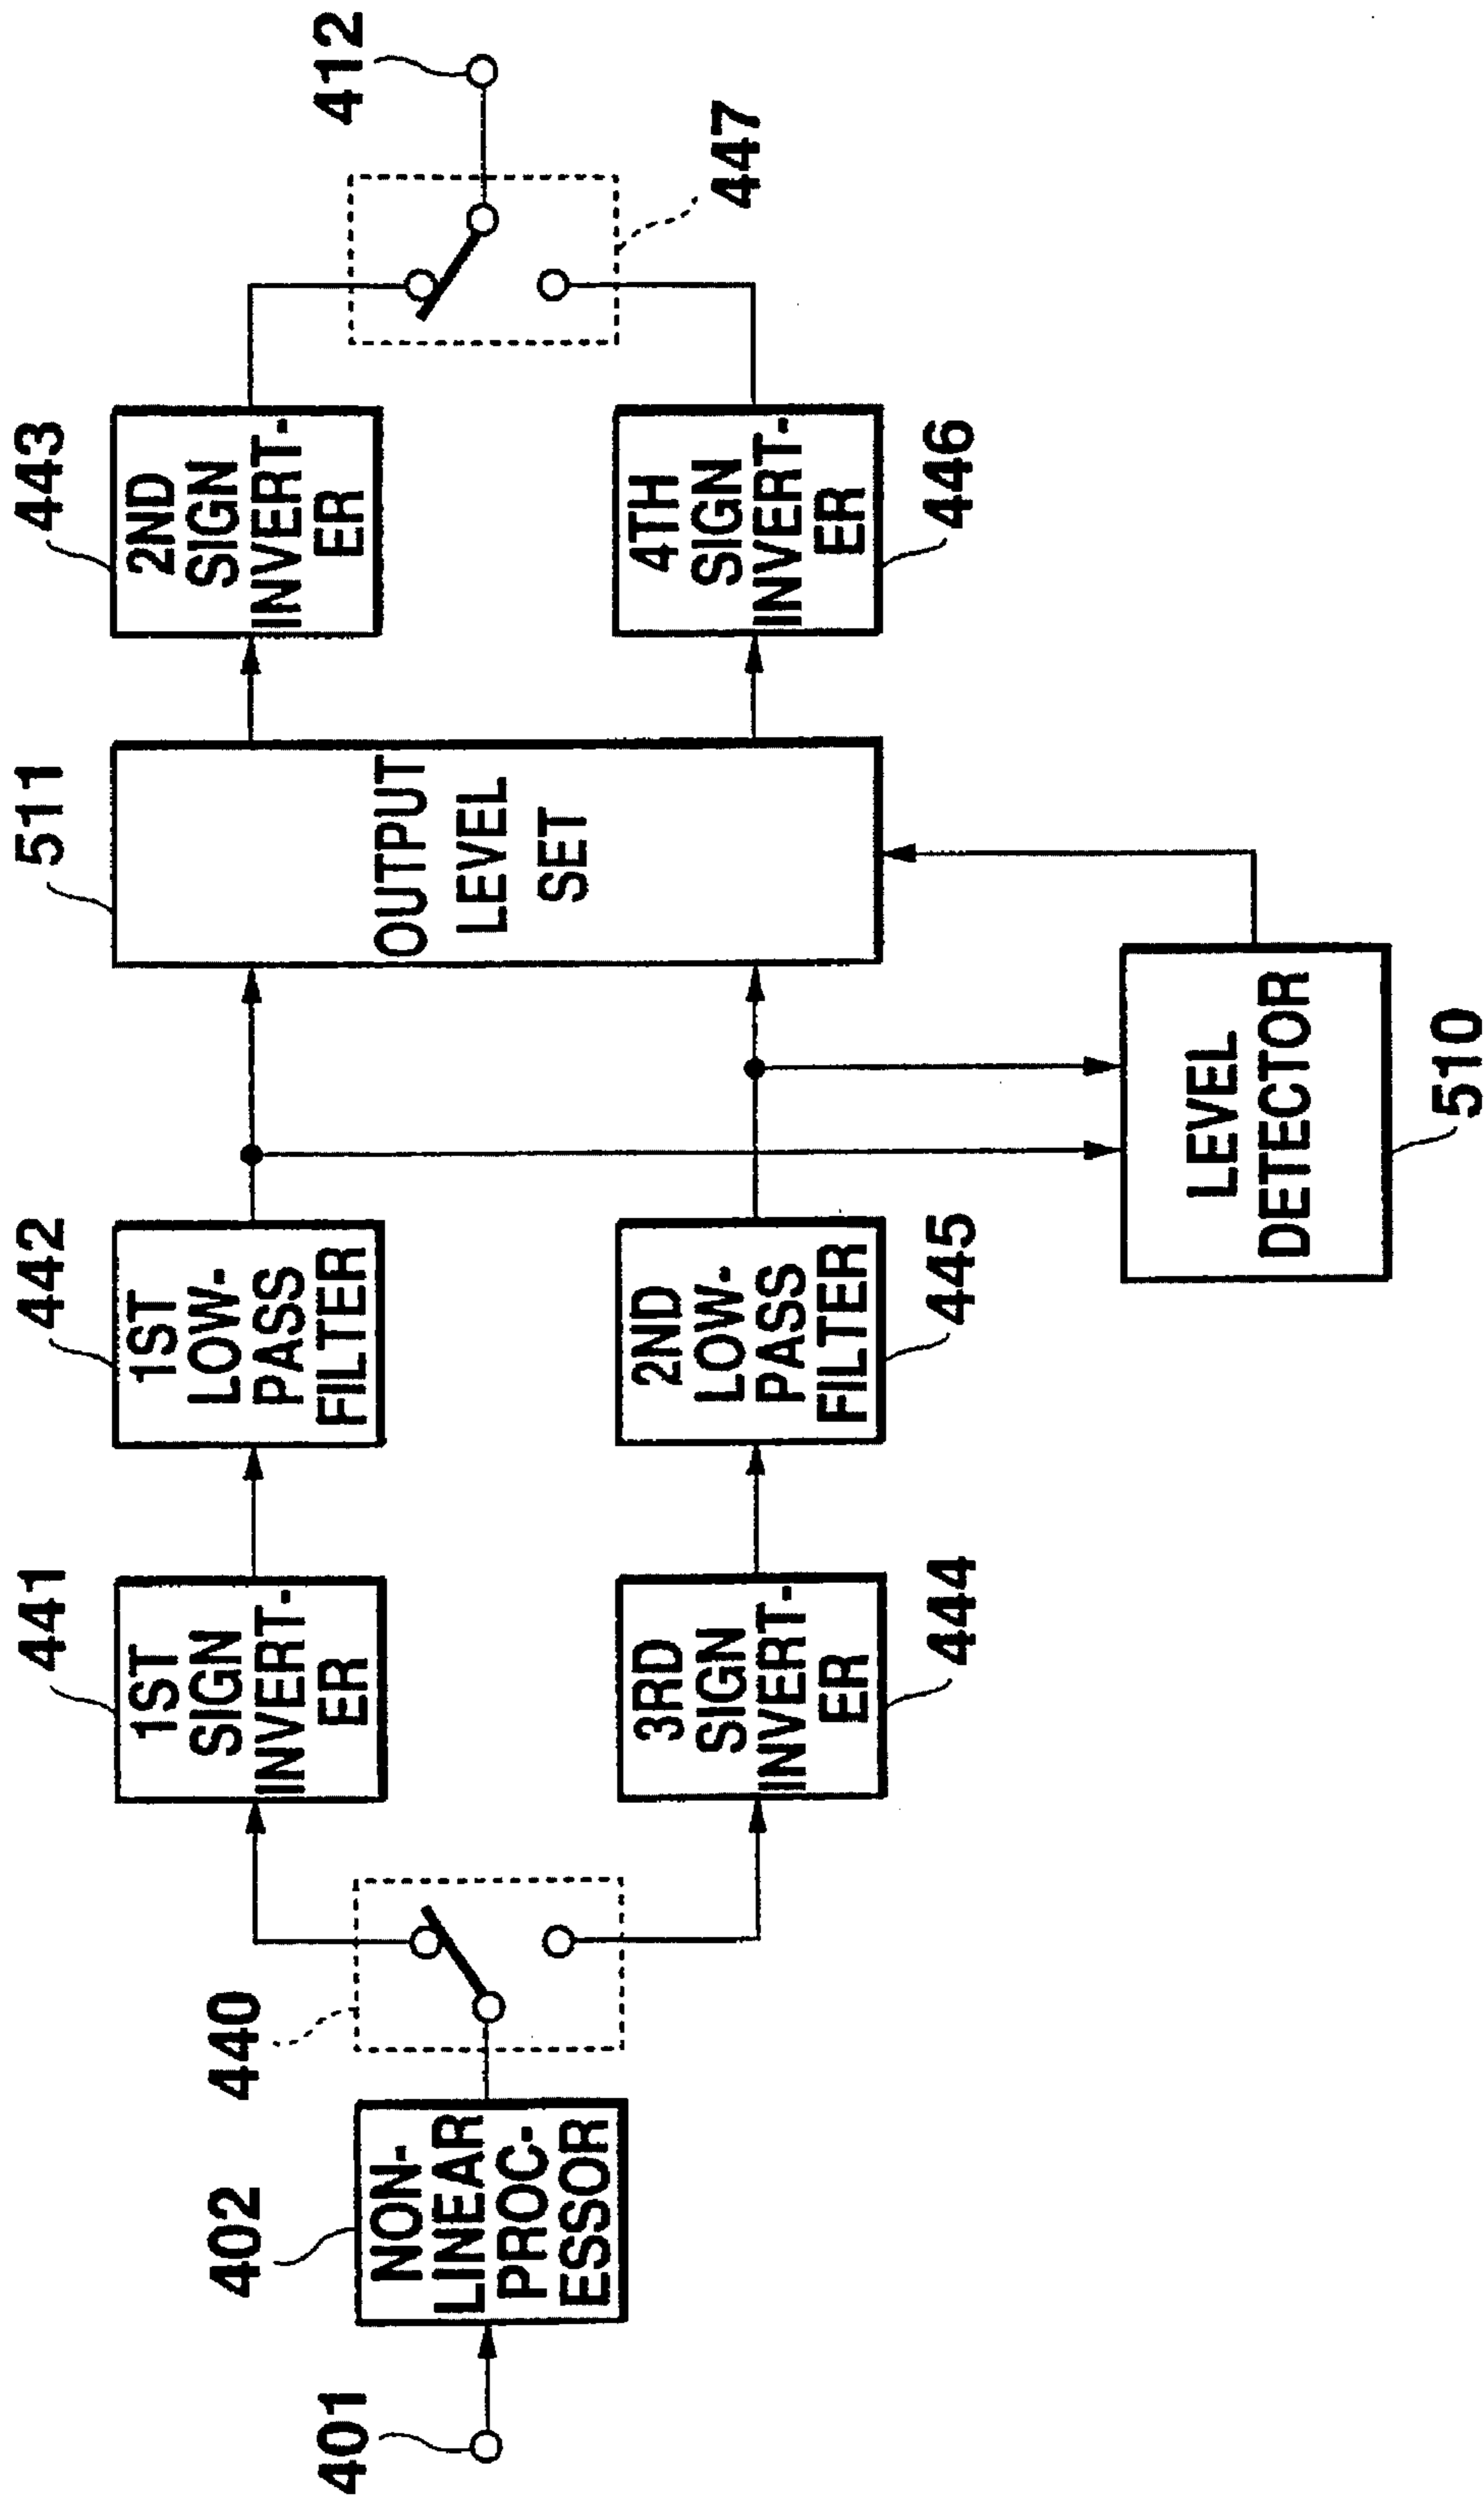 401
402
NON-
LINEAR
PROC-
ESSOR
440
441
1ST
SIGN
INVERT-
ER
442
1ST
LOW-
PASS
FILTER
511
OUTPUT
LEVEL
SET
443
2ND
SIGN
INVERT-
ER
412
447
3RD
SIGN
INVERT-
ER
444
2ND
LOW-
PASS
FILTER
445
4TH
SIGN
INVERT-
ER
446
LEVEL
DETECTOR
510